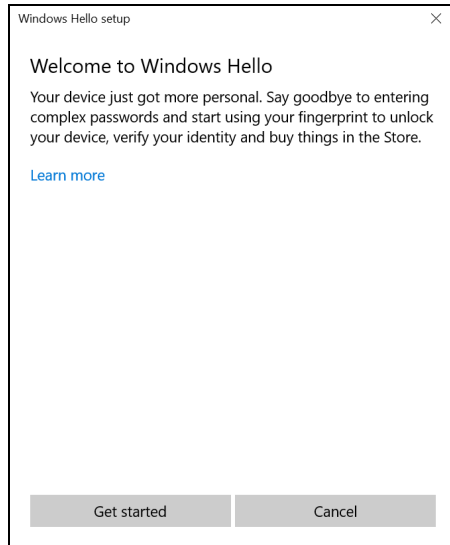 Windows Hello setup
Welcome to Windows Hello
Your device just got more personal. Say goodbye to entering
complex passwords and start using your fingerprint to unlock
your device, verify your identity and buy things in the Store.
Learn more
Get started
Cancel